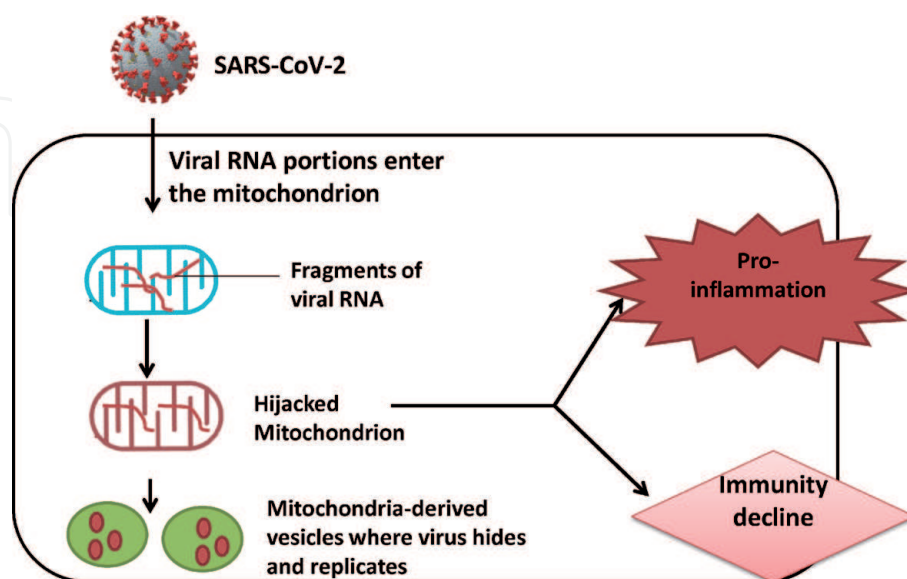 SARS-CoV-2
Viral RNA portions enter
the mitochondrion
Fragments of
viral RNA
Pro-
inflammation
Hijacked
Mitochondrion
Immunity
decline
Mitochondria-derived
vesicles where virus hides
and replicates